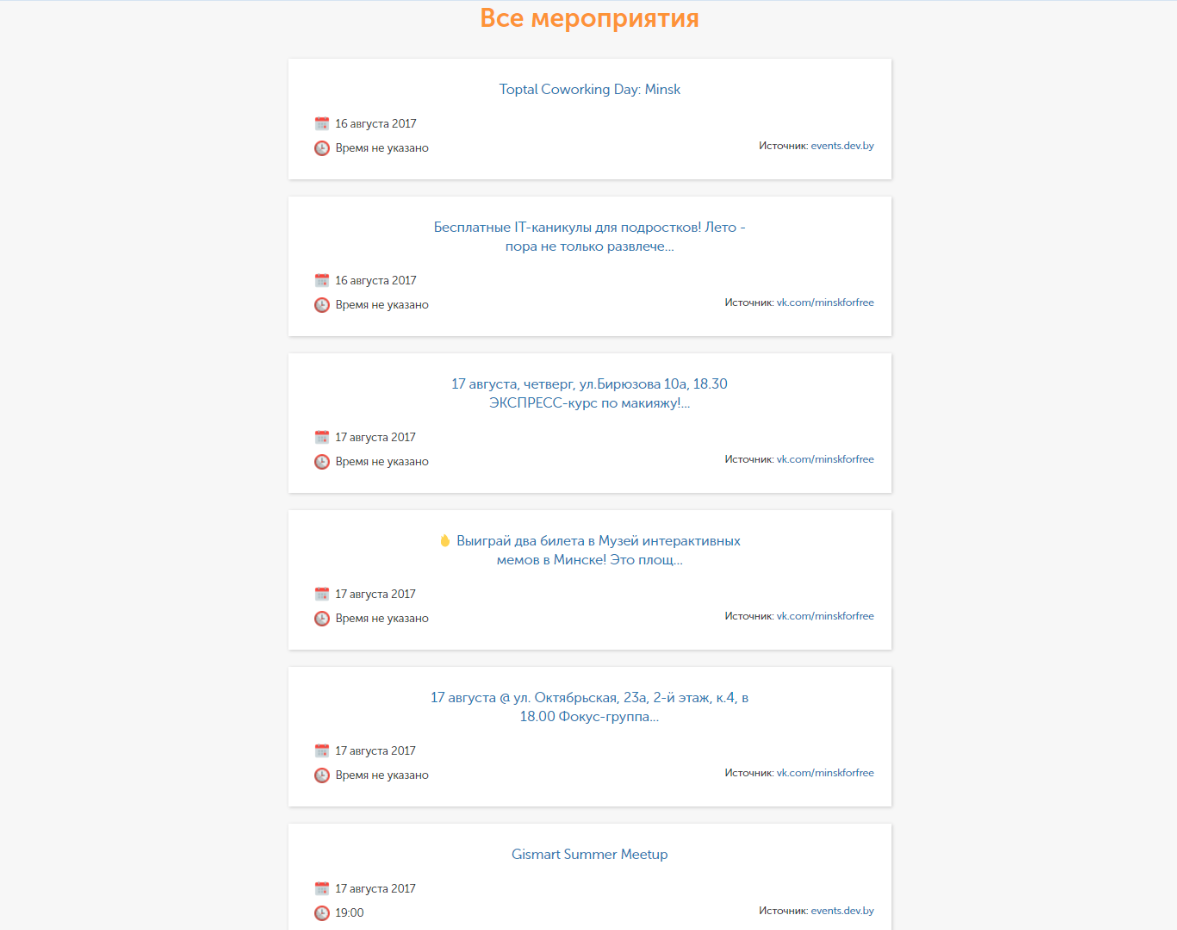 Все мероприятия
Toptal Coworking Day: Minsk
16 августа 2017
Время не указано
Источник: events.dev.by
Бесплатные IT-каникулы для подростков! Лето -
пора не только развлече...
16 августа 2017
Время не указано
Источник: vk.com/minskforfree
17 августа, четверг, ул.Бирюзова 10а, 18.30
ЭКСПРЕСС-курс по макияжу!...
17 августа 2017
Время не указано
Источник: vk.com/minskforfree
Выиграй два билета в Музей интерактивных
мемов в Минске! Это площ...
17 августа 2017
Время не указано
Источник: vk.com/minskforfree
17 августа @ ул. Октябрьская, 23а, 2-й этаж, к.4, в
18.00 Фокус-группа...
17 августа 2017
Время не указано
Источник: vk.com/minskforfree
Gismart Summer Meetup
17 августа 2017
19:00
Источник: events.dev.by